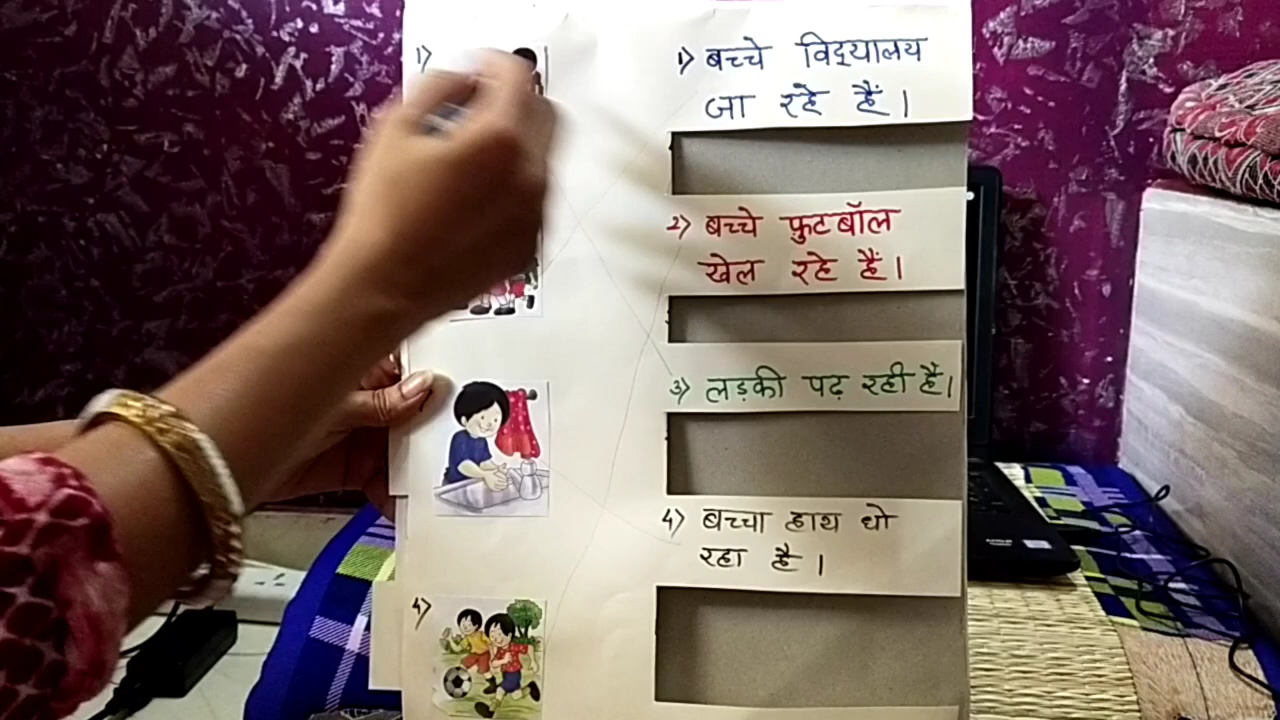 1)
1) बच्चे विद्यालय
जा रहे हैं।
2) बच्चे फुटबॉल
खेल रहे हैं।
3) लड़की पढ़ रही है।
4) बच्चा हाथ धो
रहा है।
4)